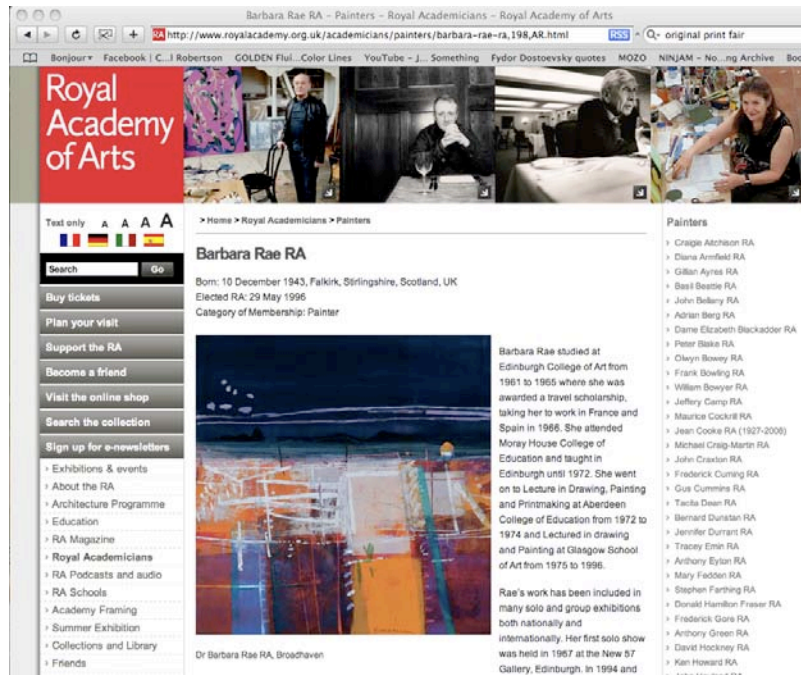 Barbara Rae RA - Painters - Royal Academicians - Royal Academy of Arts
http://www.royalacademy.org.uk/academicians/painters/barbara-rae-ra,198,AR.html RSS original print fair
Bonjour Facebook | C...l Robertson GOLDEN Flui...Color Lines YouTube - J... Something Fydor Dostoevsky quotes MOZO NINJAM - No...ng Archive Boo
Royal
Academy
of Arts
Text only A A A A
Search Go
Buy tickets
Plan your visit
Support the RA
Become a friend
Visit the online shop
Search the collection
Sign up for e-newsletters
› Exhibitions & events
› About the RA
› Architecture Programme
› Education
› RA Magazine
› Royal Academicians
› RA Podcasts and audio
› RA Schools
› Academy Framing
› Summer Exhibition
› Collections and Library
› Friends
> Home > Royal Academicians > Painters
Barbara Rae RA
Born: 10 December 1943, Falkirk, Stirlingshire, Scotland, UK
Elected RA: 29 May 1996
Category of Membership: Painter
Dr Barbara Rae RA, Broadhaven
Barbara Rae studied at
Edinburgh College of Art from
1961 to 1965 where she was
awarded a travel scholarship,
taking her to work in France and
Spain in 1966. She attended
Moray House College of
Education and taught in
Edinburgh until 1972. She went
on to Lecture in Drawing, Painting
and Printmaking at Aberdeen
College of Education from 1972 to
1974 and Lectured in drawing
and Painting at Glasgow School
of Art from 1975 to 1996.
Rae's work has been included in
many solo and group exhibitions
both nationally and
internationally. Her first solo show
was held in 1967 at the New 57
Gallery, Edinburgh. In 1994 and
Painters
› Craigie Aitchison RA
› Diana Armfield RA
› Gillian Ayres RA
› Basil Beattie RA
› John Bellany RA
› Adrian Berg RA
› Dame Elizabeth Blackadder RA
› Peter Blake RA
› Olwyn Bowey RA
› Frank Bowling RA
› William Bowyer RA
› Jeffery Camp RA
› Maurice Cockrill RA
› Jean Cooke RA (1927-2008)
› Michael Craig-Martin RA
› John Craxton RA
› Frederick Cuming RA
› Gus Cummins RA
› Tacita Dean RA
› Bernard Dunstan RA
› Jennifer Durrant RA
› Tracey Emin RA
› Anthony Eyton RA
› Mary Fedden RA
› Stephen Farthing RA
› Donald Hamilton Fraser RA
› Frederick Gore RA
› Anthony Green RA
› David Hockney RA
› Ken Howard RA